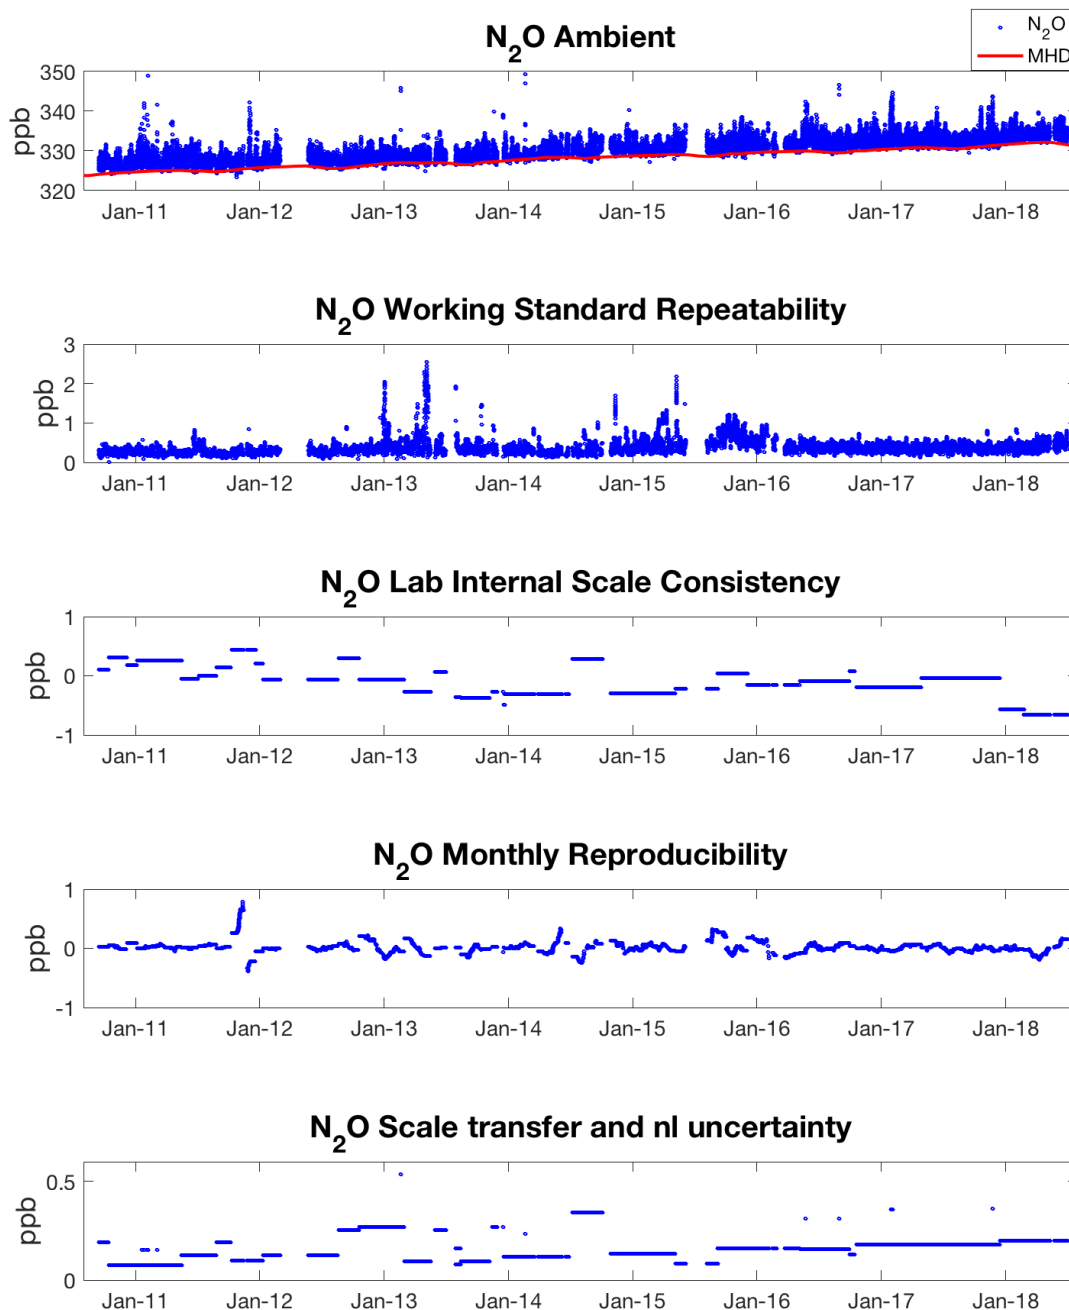 N2O Ambient
N2O
MHD
350
340
330
320
ppb
Jan-11 Jan-12 Jan-13 Jan-14 Jan-15 Jan-16 Jan-17 Jan-18
N2O Working Standard Repeatability
3
2
1
0
ppb
Jan-11 Jan-12 Jan-13 Jan-14 Jan-15 Jan-16 Jan-17 Jan-18
N2O Lab Internal Scale Consistency
1
0
-1
ppb
Jan-11 Jan-12 Jan-13 Jan-14 Jan-15 Jan-16 Jan-17 Jan-18
N2O Monthly Reproducibility
1
0
-1
ppb
Jan-11 Jan-12 Jan-13 Jan-14 Jan-15 Jan-16 Jan-17 Jan-18
N2O Scale transfer and nl uncertainty
0.5
0
ppb
Jan-11 Jan-12 Jan-13 Jan-14 Jan-15 Jan-16 Jan-17 Jan-18